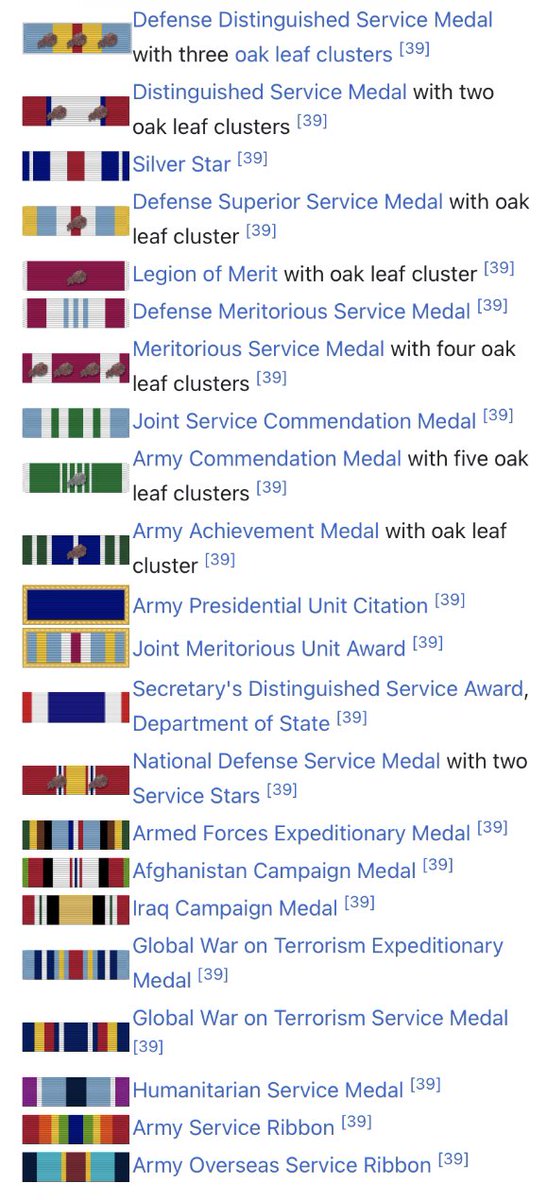 Defense Distinguished Service Medal
with three oak leaf clusters [39]
Distinguished Service Medal with two
oak leaf clusters [39]
Silver Star [39]
Defense Superior Service Medal with oak
leaf cluster [39]
Legion of Merit with oak leaf cluster [39]
Defense Meritorious Service Medal [39]
Meritorious Service Medal with four oak
leaf clusters [39]
Joint Service Commendation Medal [39]
Army Commendation Medal with five oak
leaf clusters [39]
Army Achievement Medal with oak leaf
cluster [39]
Army Presidential Unit Citation [39]
Joint Meritorious Unit Award [39]
Secretary's Distinguished Service Award,
Department of State [39]
National Defense Service Medal with two
Service Stars [39]
Armed Forces Expeditionary Medal [39]
Afghanistan Campaign Medal [39]
Iraq Campaign Medal [39]
Global War on Terrorism Expeditionary
Medal [39]
Global War on Terrorism Service Medal
[39]
Humanitarian Service Medal [39]
Army Service Ribbon [39]
Army Overseas Service Ribbon [39]